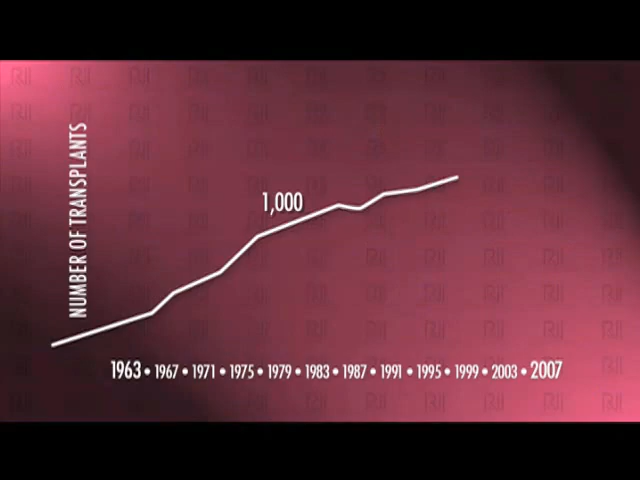 NUMBER OF TRANSPLANTS
1,000
1963 • 1967 • 1971 • 1975 • 1979 • 1983 • 1987 • 1991 • 1995 • 1999 • 2003 • 2007